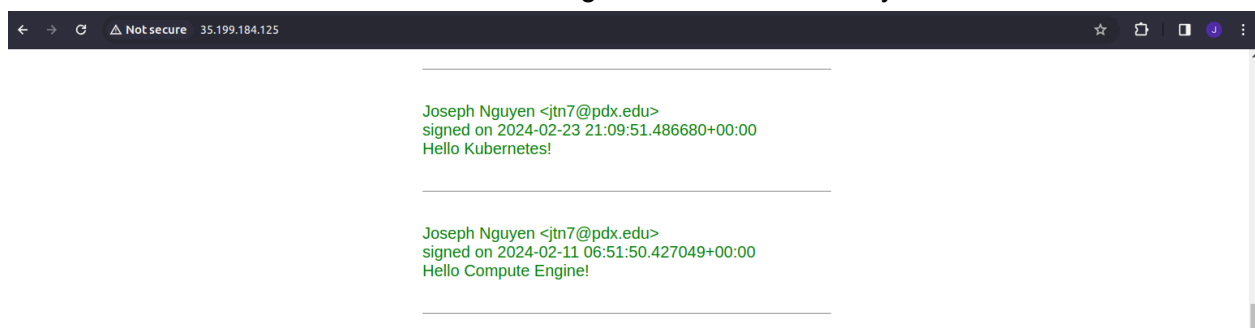 Not secure 35.199.184.125
J
Joseph Nguyen <jtn7@pdx.edu>
signed on 2024-02-23 21:09:51.486680+00:00
Hello Kubernetes!
Joseph Nguyen <jtn7@pdx.edu>
signed on 2024-02-11 06:51:50.427049+00:00
Hello Compute Engine!